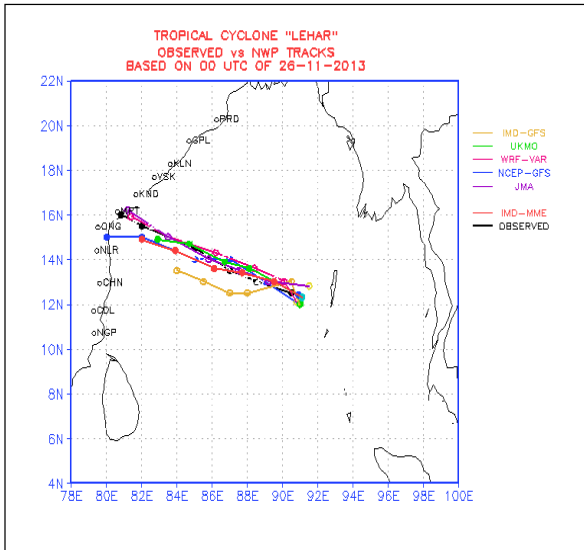 TROPICAL CYCLONE "LEHAR"
OBSERVED vs NWP TRACKS
BASED ON 00 UTC OF 26-11-2013
22N
20N
18N
16N
14N
12N
10N
8N
6N
4N
PRD
GPL
KLN
VSK
KND
ONG
NLR
CHN
CDL
NGP
IMD-GFS
UKMO
WRF-VAR
NCEP-GFS
JMA
IMD-MME
OBSERVED
78E 80E 82E 84E 86E 88E 90E 92E 94E 96E 98E 100E